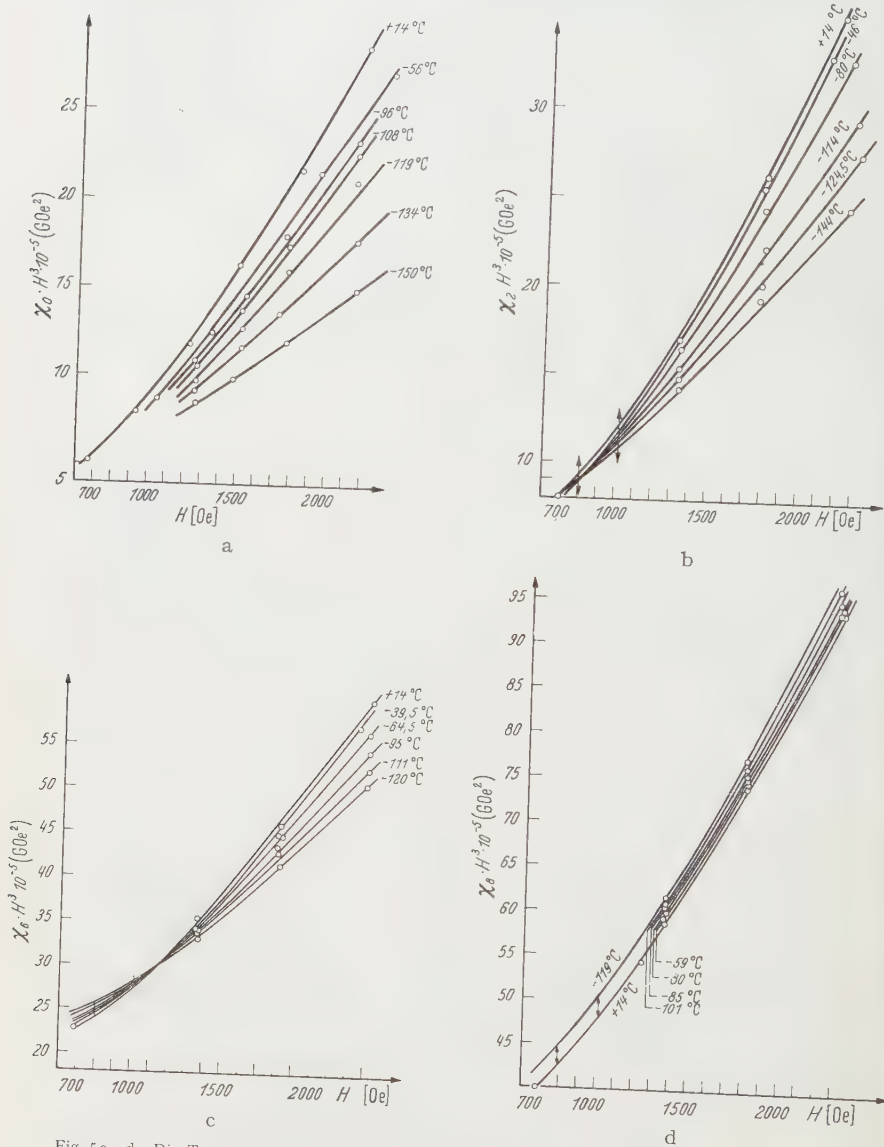 +14°C
-56°C
-96°C
-108°C
-119°C
-134°C
-150°C
25
20
15
10
5
χ₀·H³·10⁻⁵(GOe²)
700 1000 1500 2000
H [Oe]
a
+14°C
-46°C
-80°C
-114°C
-124,5°C
-144°C
30
20
10
χ₂ H³·10⁻⁵(GOe²)
700 1000 1500 2000 H [Oe]
b
+14°C
-39,5°C
-64,5°C
-95°C
-111°C
-120°C
55
50
45
40
35
30
25
20
χ₆·H³ 10⁻⁵(GOe²)
700 1000 1500 2000 H [Oe]
c
95
90
85
80
75
70
65
60
55
50
45
χ₈·H³·10⁻⁵(GOe²)
-119°C
+14°C
-59°C
-30°C
-85°C
-101°C
700 1000 1500 2000 H [Oe]
d